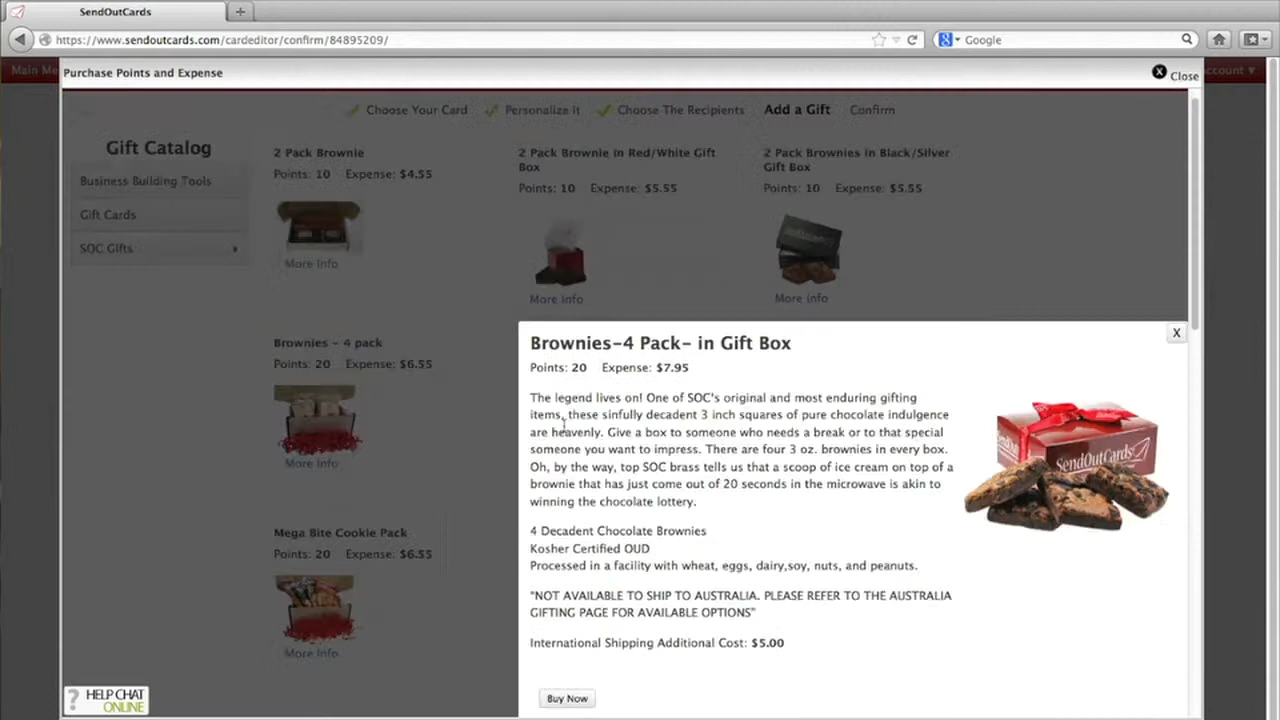 SendOutCards
https://www.sendoutcards.com/cardeditor/confirm/84895209/
Google
Main Me
Purchase Points and Expense
Close
ccount
Choose Your Card
Personalize It
Choose The Recipients
Add a Gift
Confirm
Gift Catalog
Business Building Tools
Gift Cards
SOC Gifts
2 Pack Brownie
Points: 10 Expense: $4.55
More Info
2 Pack Brownie in Red/White Gift
Box
Points: 10 Expense: $5.55
More Info
2 Pack Brownies in Black/Silver
Gift Box
Points: 10 Expense: $5.55
More Info
Brownies - 4 pack
Points: 20 Expense: $6.55
More Info
Mega Bite Cookie Pack
Points: 20 Expense: $6.55
More Info
X
Brownies-4 Pack- in Gift Box
Points: 20 Expense: $7.95
The legend lives on! One of SOC's original and most enduring gifting
items, these sinfully decadent 3 inch squares of pure chocolate indulgence
are heavenly. Give a box to someone who needs a break or to that special
someone you want to impress. There are four 3 oz. brownies in every box.
Oh, by the way, top SOC brass tells us that a scoop of ice cream on top of a
brownie that has just come out of 20 seconds in the microwave is akin to
winning the chocolate lottery.
SendOutCards
4 Decadent Chocolate Brownies
Kosher Certified OUD
Processed in a facility with wheat, eggs, dairy,soy, nuts, and peanuts.
"NOT AVAILABLE TO SHIP TO AUSTRALIA. PLEASE REFER TO THE AUSTRALIA
GIFTING PAGE FOR AVAILABLE OPTIONS"
International Shipping Additional Cost: $5.00
Buy Now
? HELP CHAT
ONLINE